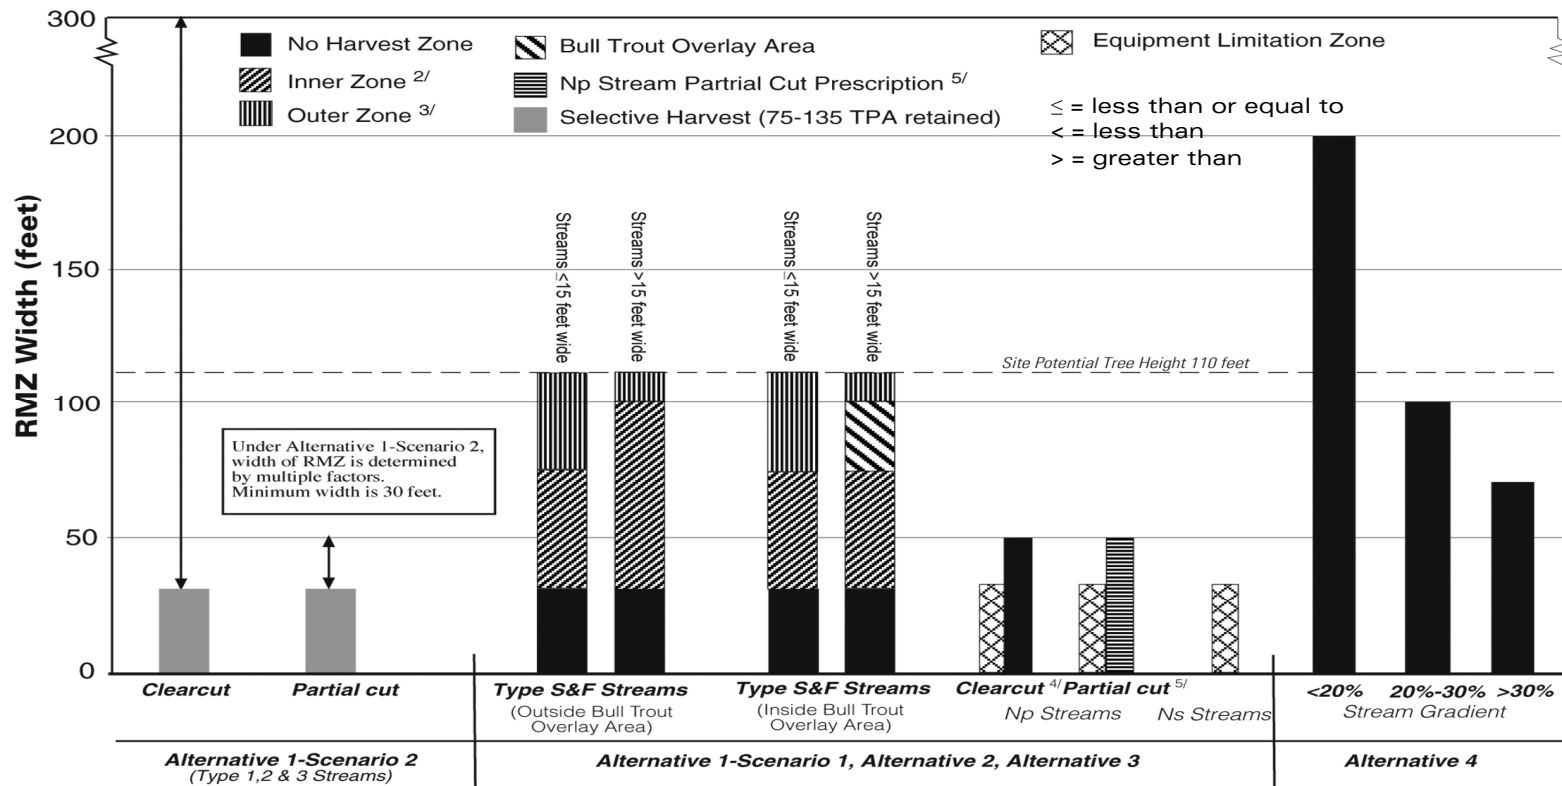 300
200
150
100
50
0
RMZ Width (feet)
No Harvest Zone
Inner Zone 2/
Outer Zone 3/
Bull Trout Overlay Area
Np Stream Partrial Cut Prescription 5/
Selective Harvest (75-135 TPA retained)
Equipment Limitation Zone
≤ = less than or equal to
< = less than
> = greater than
Streams ≤15 feet wide
Streams >15 feet wide
Streams ≤15 feet wide
Streams >15 feet wide
Site Potential Tree Height 110 feet
Under Alternative 1-Scenario 2,
width of RMZ is determined
by multiple factors.
Minimum width is 30 feet.
Clearcut
Partial cut
Type S&F Streams
(Outside Bull Trout
Overlay Area)
Type S&F Streams
(Inside Bull Trout
Overlay Area)
Clearcut 4/ Partial cut 5/
Np Streams
Ns Streams
<20% 20%-30% >30%
Stream Gradient
Alternative 1-Scenario 2
(Type 1,2 & 3 Streams)
Alternative 1-Scenario 1, Alternative 2, Alternative 3
Alternative 4